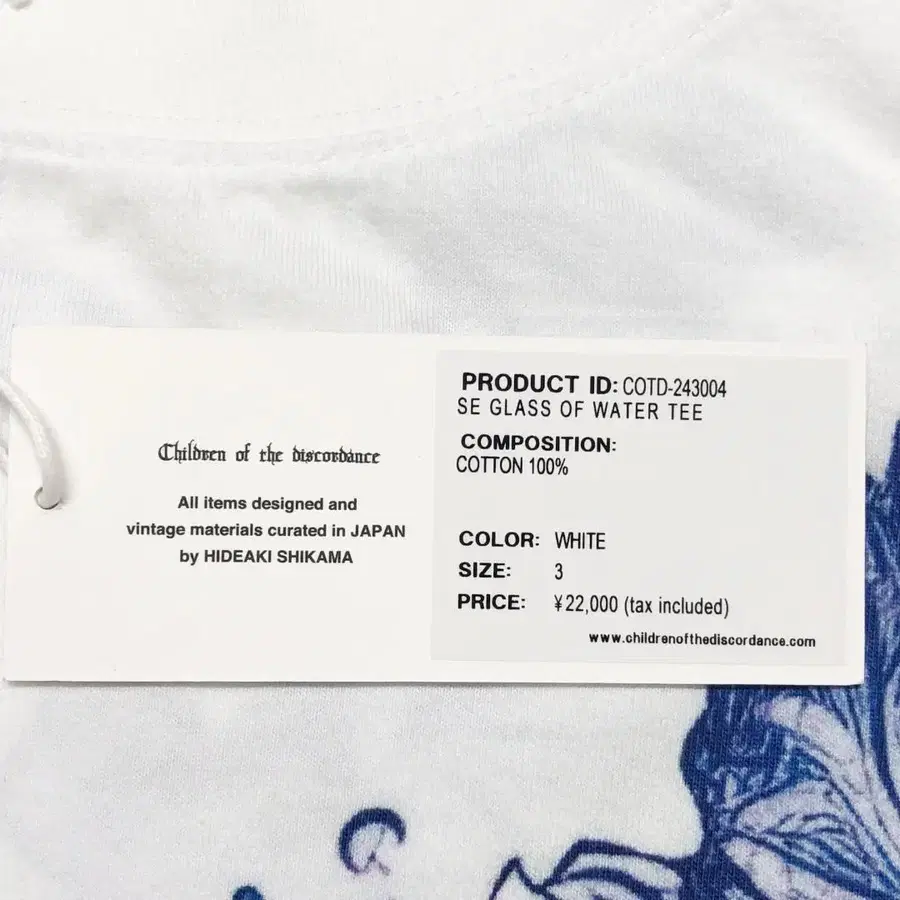 Children of the discordance
All items designed and
vintage materials curated in JAPAN
by HIDEAKI SHIKAMA
PRODUCT ID: COTD-243004
SE GLASS OF WATER TEE
COMPOSITION:
COTTON 100%
COLOR: WHITE
SIZE: 3
PRICE: ¥22,000 (tax included)
www.childrenofthediscordance.com